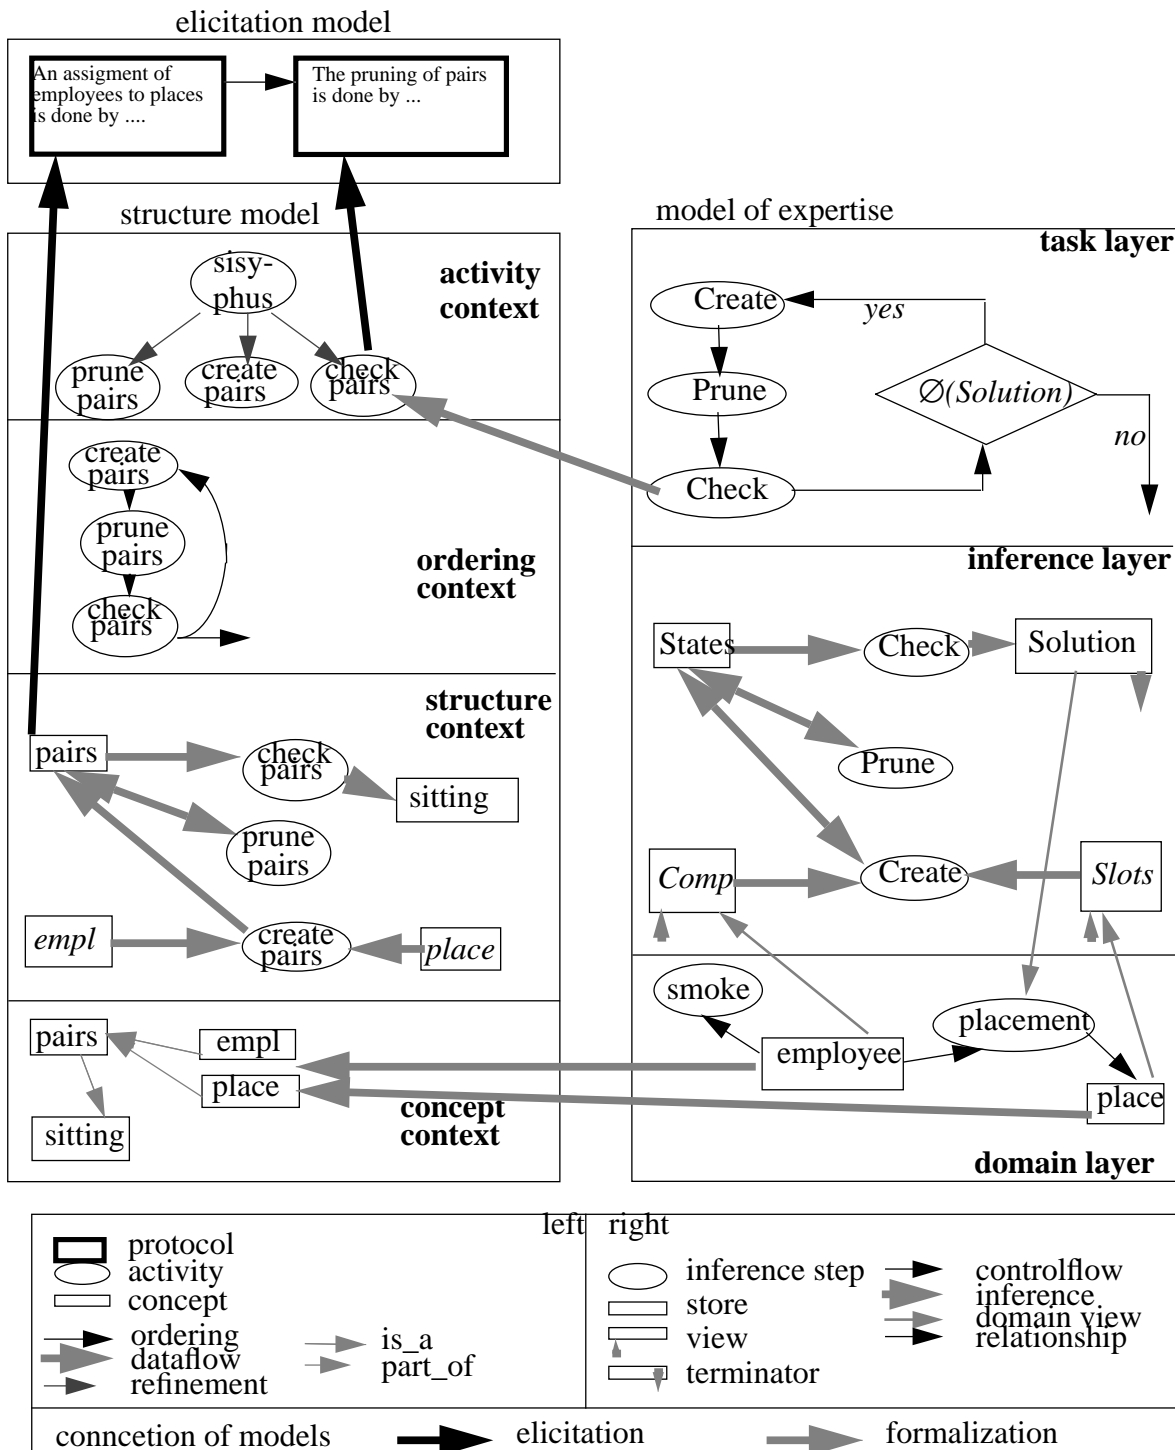 elicitation model
An assigment of
employees to places
is done by ....
The pruning of pairs
is done by ...
structure model
activity
context
sisy-
phus
prune
pairs
create
pairs
check
pairs
create
pairs
prune
pairs
check
pairs
ordering
context
structure
context
pairs
check
pairs
sitting
prune
pairs
empl
create
pairs
place
pairs
empl
place
sitting
concept
context
model of expertise
task layer
Create
yes
Prune
∅(Solution)
no
Check
inference layer
States
Check
Solution
Prune
Comp
Create
Slots
smoke
placement
employee
place
domain layer
left
protocol
activity
concept
ordering
dataflow
refinement
is_a
part_of
right
inference step
store
view
terminator
controlflow
inference
domain view
relationship
conncetion of models
elicitation
formalization